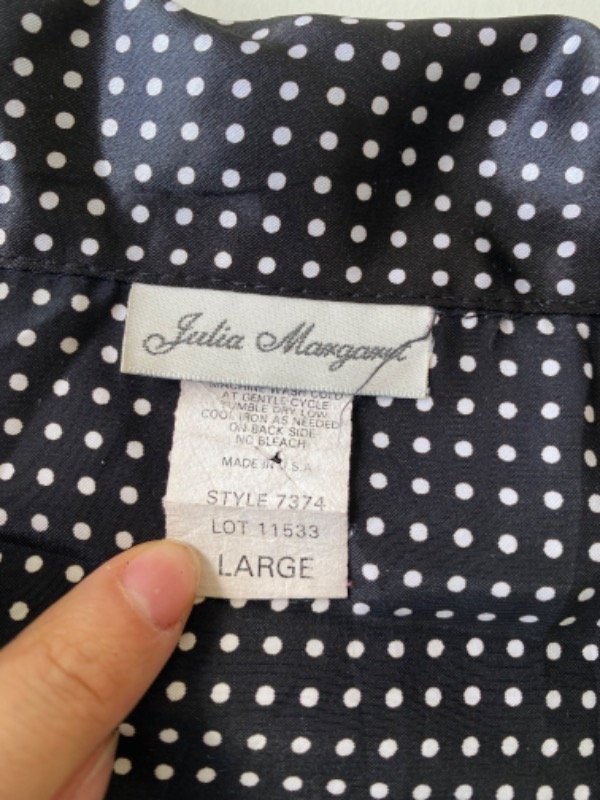 Julia Margaryt
MACHINE WASH COLD
AT GENTLE CYCLE
TUMBLE DRY LOW
COOL IRON AS NEEDED
ON BACK SIDE
NO BLEACH
MADE IN U.S.A
STYLE 7374
LOT 11533
LARGE